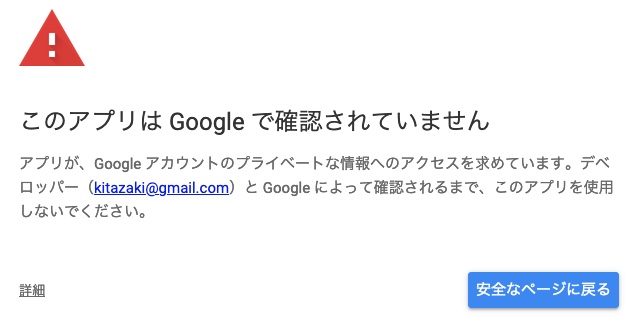 このアプリは Google で確認されていません
アプリが、Google アカウントのプライベートな情報へのアクセスを求めています。デベ
ロッパー（kitazaki@gmail.com）と Google によって確認されるまで、このアプリを使用
しないでください。
詳細
安全なページに戻る